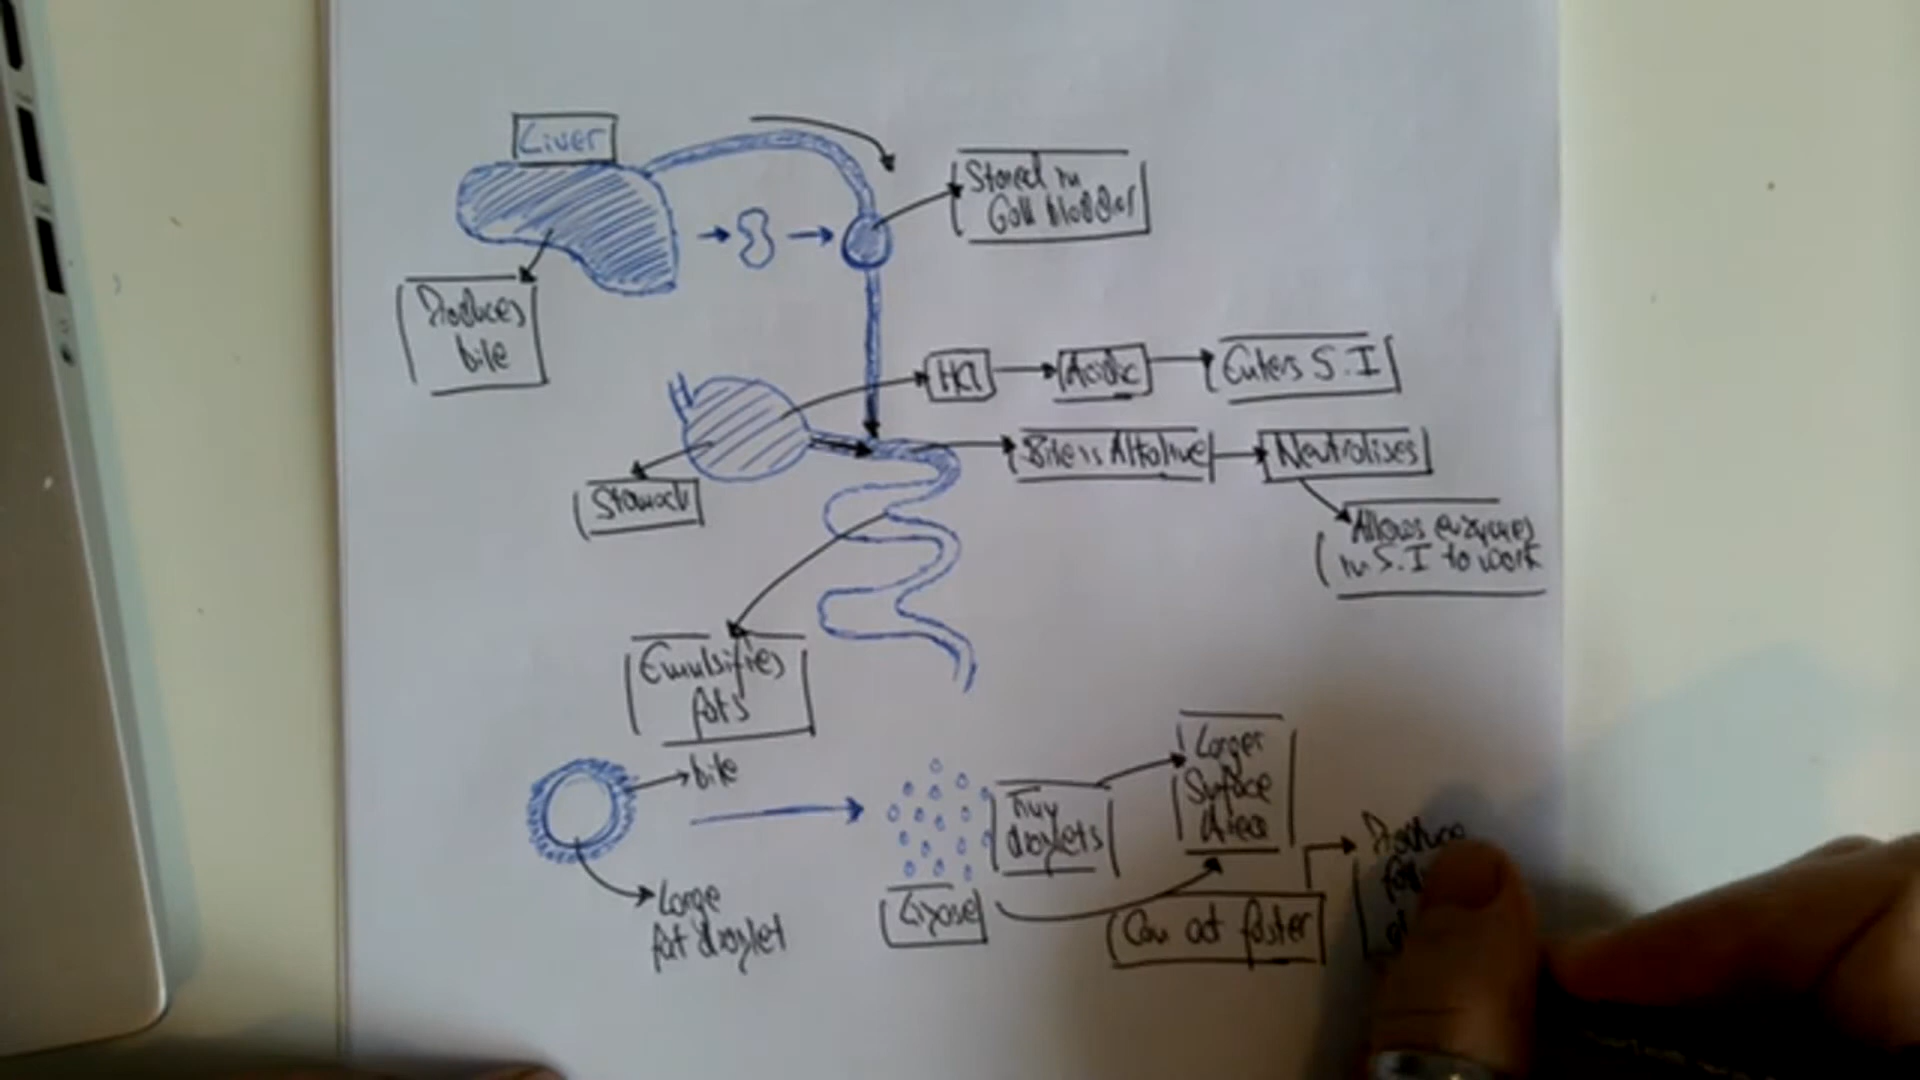 Liver
Stored in
Gall bladder
Produces
bile
HCl
Acidic
Enters S.I
Bile is Alkaline
Neutralises
Stomach
Allows enzymes
in S.I to work
Emulsifies
fats
bile
Large
fat droplet
Tiny
droplets
Larger
Surface
Area
Lipase
Can act faster
Produce